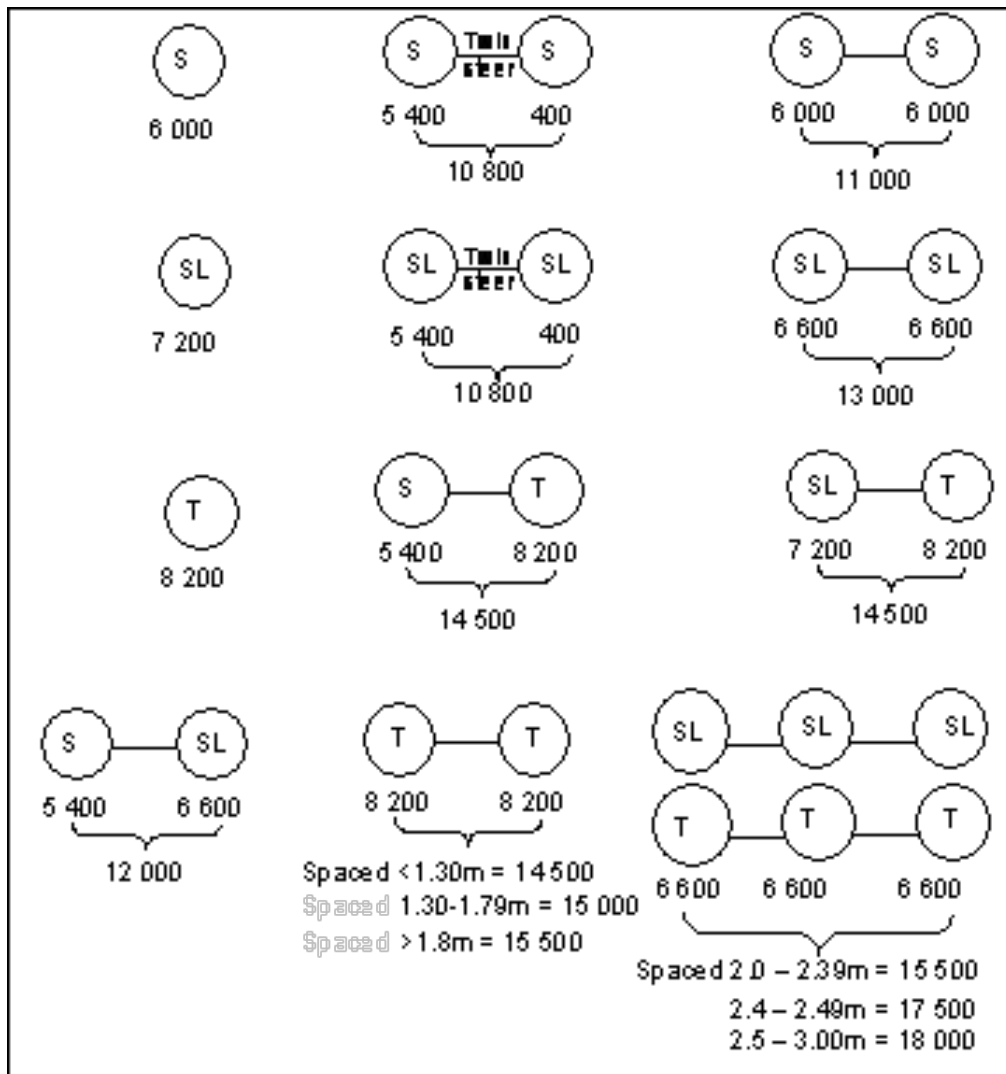 S
6 000
S Twin steer S
5 400 400
10 800
S S
6 000 6 000
11 000
SL
7 200
SL Twin steer SL
5 400 400
10 800
SL SL
6 600 6 600
13 000
T
8 200
S T
5 400 8 200
14 500
SL T
7 200 8 200
14 500
S SL
5 400 6 600
12 000
T T
8 200 8 200
Spaced <1.30m = 14 500
Spaced 1.30-1.79m = 15 000
Spaced >1.8m = 15 500
SL SL SL
T T T
6 600 6 600 6 600
Spaced 2.0 – 2.39m = 15 500
2.4 – 2.49m = 17 500
2.5 – 3.00m = 18 000